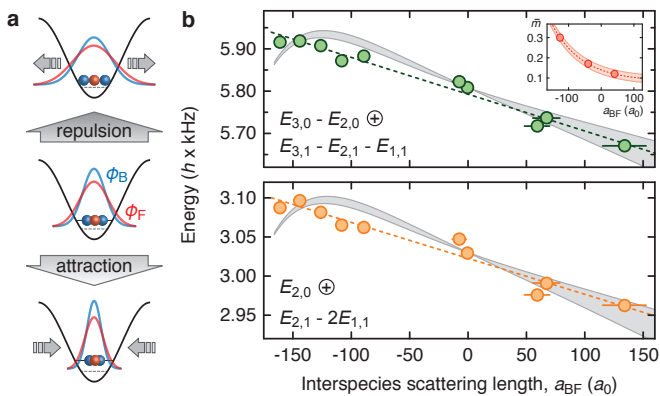 a
repulsion
ϕB
ϕF
attraction
b
Energy (h x kHz)
5.90
5.80
5.70
E3,0 - E2,0 ⊕
E3,1 - E2,1 - E1,1
m̄
0.3
0.2
0.1
-100 0 100
aBF (a0)
3.10
3.05
3.00
2.95
E2,0 ⊕
E2,1 - 2E1,1
-150 -100 -50 0 50 100 150
Interspecies scattering length, aBF (a0)